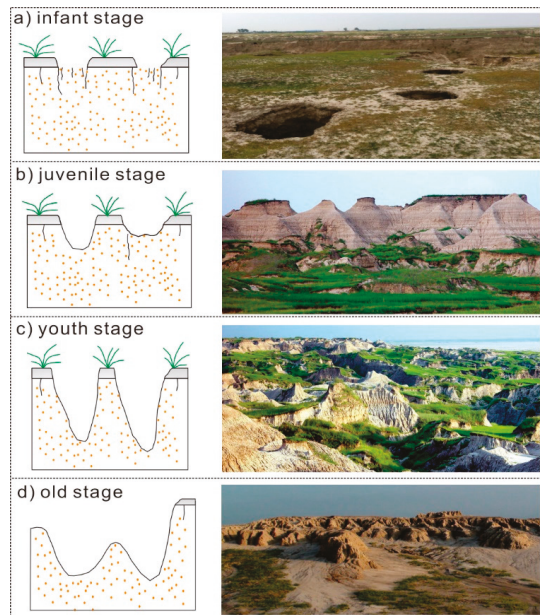 a) infant stage
b) juvenile stage
c) youth stage
d) old stage